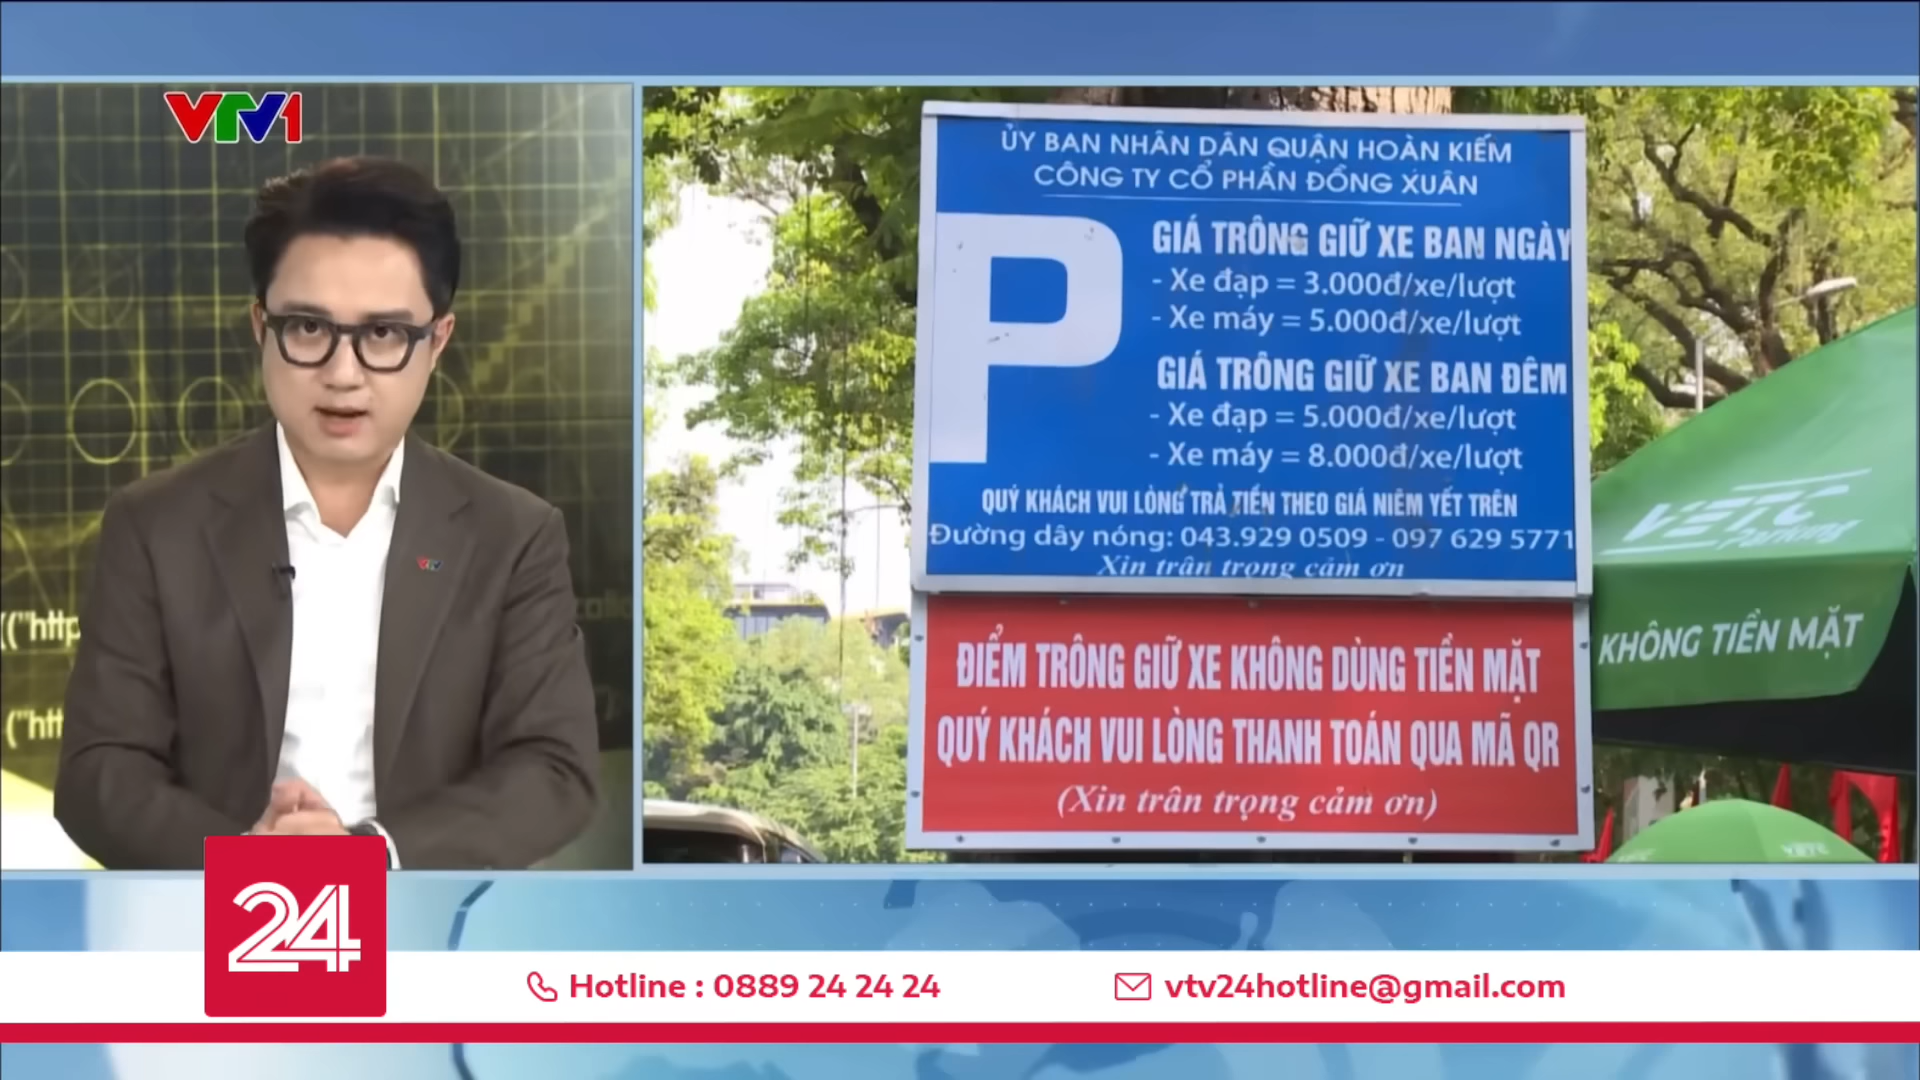 VTV1
ỦY BAN NHÂN DÂN QUẬN HOÀN KIẾM
CÔNG TY CỔ PHẦN ĐỒNG XUÂN
P
GIÁ TRÔNG GIỮ XE BAN NGÀY
- Xe đạp = 3.000đ/xe/lượt
- Xe máy = 5.000đ/xe/lượt
GIÁ TRÔNG GIỮ XE BAN ĐÊM
- Xe đạp = 5.000đ/xe/lượt
- Xe máy = 8.000đ/xe/lượt
QUÝ KHÁCH VUI LÒNG TRẢ TIỀN THEO GIÁ NIÊM YẾT TRÊN
Đường dây nóng: 043.929 0509 - 097 629 5771
Xin trân trọng cảm ơn
ĐIỂM TRÔNG GIỮ XE KHÔNG DÙNG TIỀN MẶT
QUÝ KHÁCH VUI LÒNG THANH TOÁN QUA MÃ QR
(Xin trân trọng cảm ơn)
VETC
Parking
KHÔNG TIỀN MẶT
VETC
VTV
(("http
("htt
24
Hotline : 0889 24 24 24
vtv24hotline@gmail.com